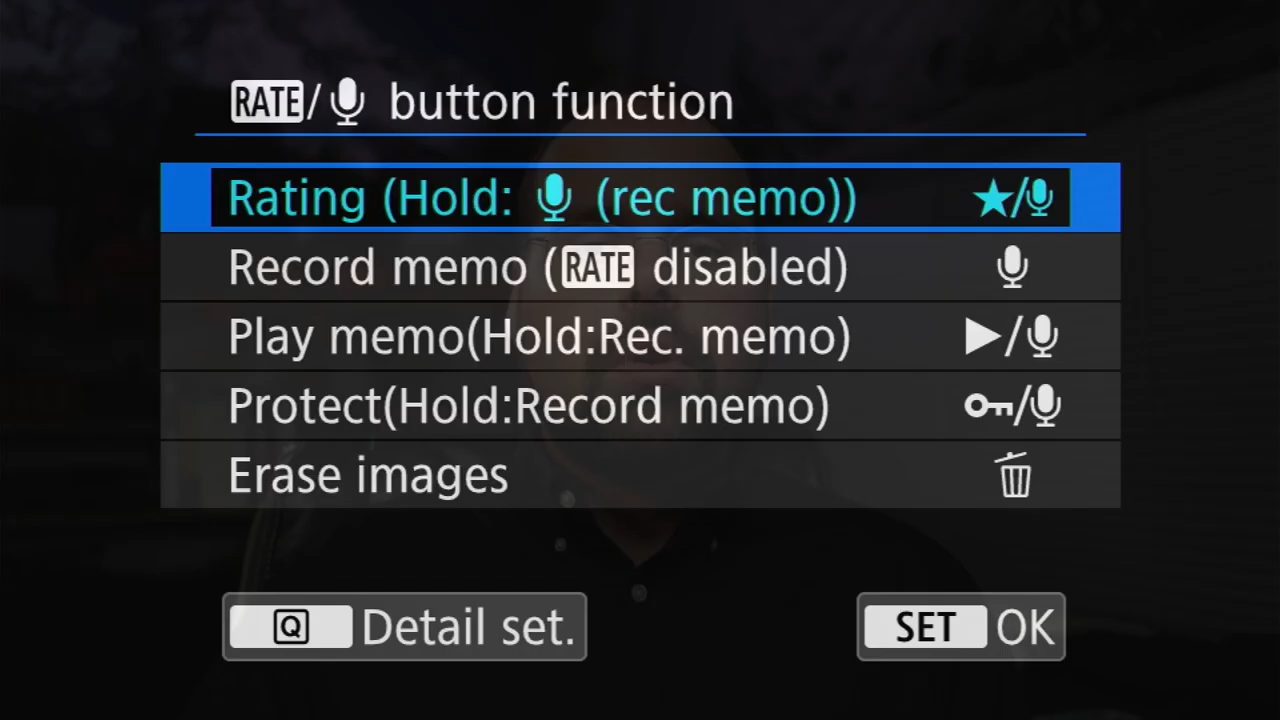 RATE/ button function
Rating (Hold: (rec memo))
Record memo (RATE disabled)
Play memo(Hold:Rec. memo)
Protect(Hold:Record memo)
Erase images
Q Detail set.
SET OK